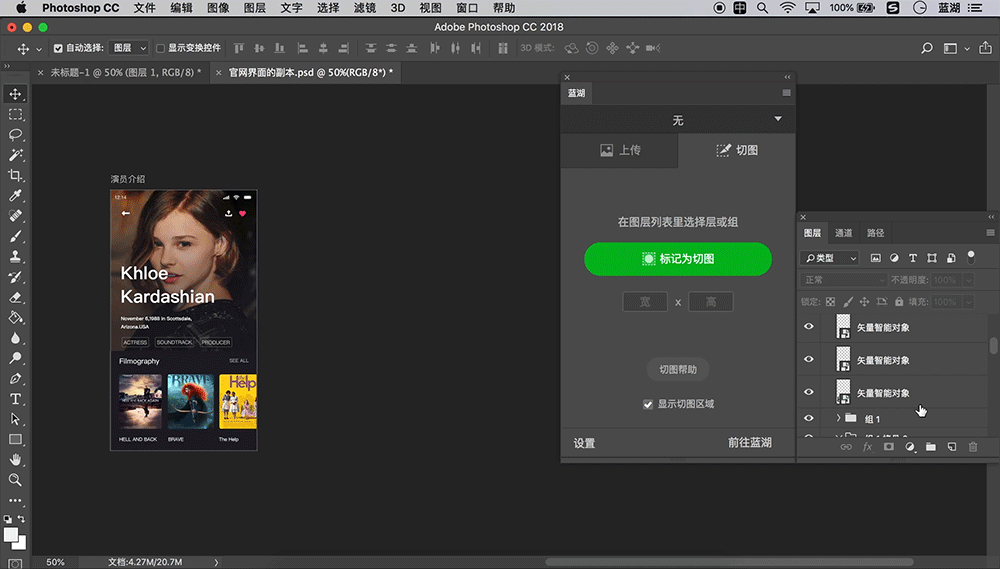 Photoshop CC 文件 编辑 图像 图层 文字 选择 滤镜 3D 视图 窗口 帮助 100% 蓝湖
Adobe Photoshop CC 2018
自动选择: 图层 显示变换控件 3D 模式:
× 未标题-1 @ 50% (图层 1, RGB/8) * × 官网界面的副本.psd @ 50%(RGB/8*) *
演员介绍
12:14
Khloe
Kardashian
November 6,1988 in Scottsdale,
Arizona.USA
ACTRESS SOUNDTRACK PRODUCER
Filmography SEE ALL
BRAVE
the Help
HELL AND BACK BRAVE The Help
蓝湖
无
上传 切图
在图层列表里选择层或组
标记为切图
宽 x 高
切图帮助
显示切图区域
设置 前往蓝湖
图层 通道 路径
类型
正常 不透明度: 100%
锁定: 填充: 100%
矢量智能对象
矢量智能对象
矢量智能对象
组 1
50% 文档:4.27M/20.7M